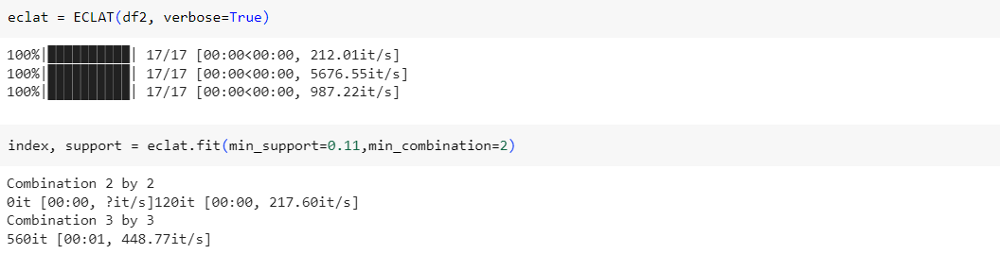 eclat = ECLAT(df2, verbose=True)
100%|██████████| 17/17 [00:00<00:00, 212.01it/s]
100%|██████████| 17/17 [00:00<00:00, 5676.55it/s]
100%|██████████| 17/17 [00:00<00:00, 987.22it/s]
index, support = eclat.fit(min_support=0.11,min_combination=2)
Combination 2 by 2
0it [00:00, ?it/s]120it [00:00, 217.60it/s]
Combination 3 by 3
560it [00:01, 448.77it/s]